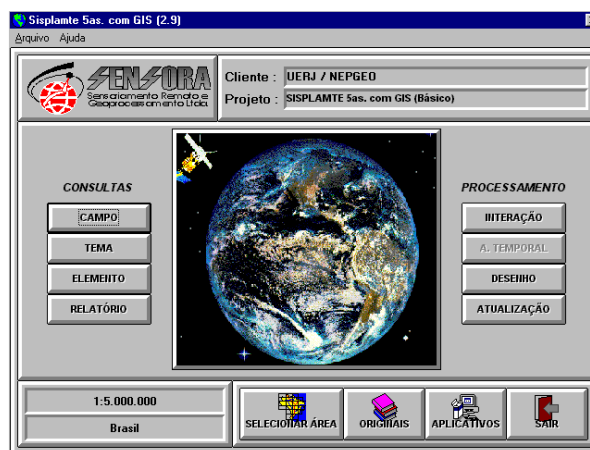 Sisplamte 5as. com GIS (2.9)
Arquivo Ajuda
SENSORA
Sensoriamento Remoto e
Geoprocessamento Ltda.
Cliente : UERJ / NEPGEO
Projeto : SISPLAMTE 5as. com GIS (Básico)
CONSULTAS
CAMPO
TEMA
ELEMENTO
RELATÓRIO
PROCESSAMENTO
INTERAÇÃO
A. TEMPORAL
DESENHO
ATUALIZAÇÃO
1:5.000.000
Brasil
SELECIONAR ÁREA
ORIGINAIS
APLICATIVOS
SAIR